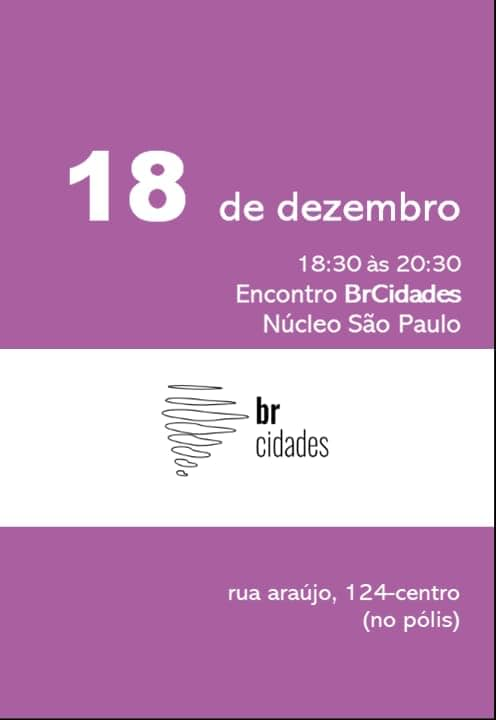 18 de dezembro
18:30 às 20:30
Encontro BrCidades
Núcleo São Paulo
br
cidades
rua araújo, 124-centro
(no pólis)